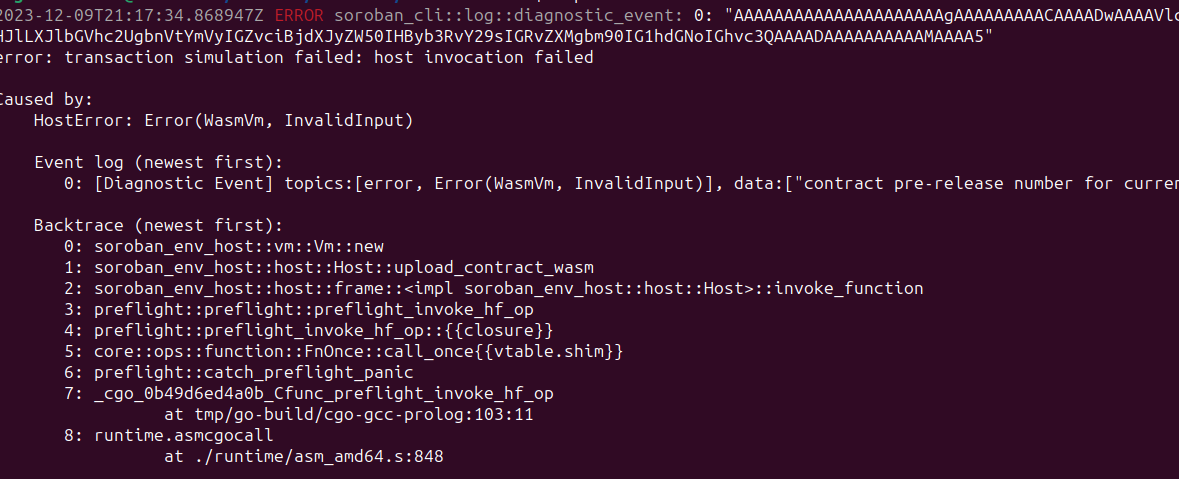 2023-12-09T21:17:34.868947Z ERROR soroban_cli::log::diagnostic_event: 0: "AAAAAAAAAAAAAAAAAAAAAgAAAAAAAAACAAAADwAAAAVlc
HJlLXJlbGVhc2UgbnVtYmVyIGZvciBjdXJyZW50IHByb3RvY29sIGRvZXMgbm90IG1hdGNoIGhvc3QAAAADAAAAAAAAAAMAAAA5"
error: transaction simulation failed: host invocation failed
Caused by:
HostError: Error(WasmVm, InvalidInput)
Event log (newest first):
0: [Diagnostic Event] topics:[error, Error(WasmVm, InvalidInput)], data:["contract pre-release number for curren
Backtrace (newest first):
0: soroban_env_host::vm::Vm::new
1: soroban_env_host::host::Host::upload_contract_wasm
2: soroban_env_host::host::frame::<impl soroban_env_host::host::Host>::invoke_function
3: preflight::preflight::preflight_invoke_hf_op
4: preflight::preflight_invoke_hf_op::{{closure}}
5: core::ops::function::FnOnce::call_once{{vtable.shim}}
6: preflight::catch_preflight_panic
7: _cgo_0b49d6ed4a0b_Cfunc_preflight_invoke_hf_op
at tmp/go-build/cgo-gcc-prolog:103:11
8: runtime.asmcgocall
at ./runtime/asm_amd64.s:848